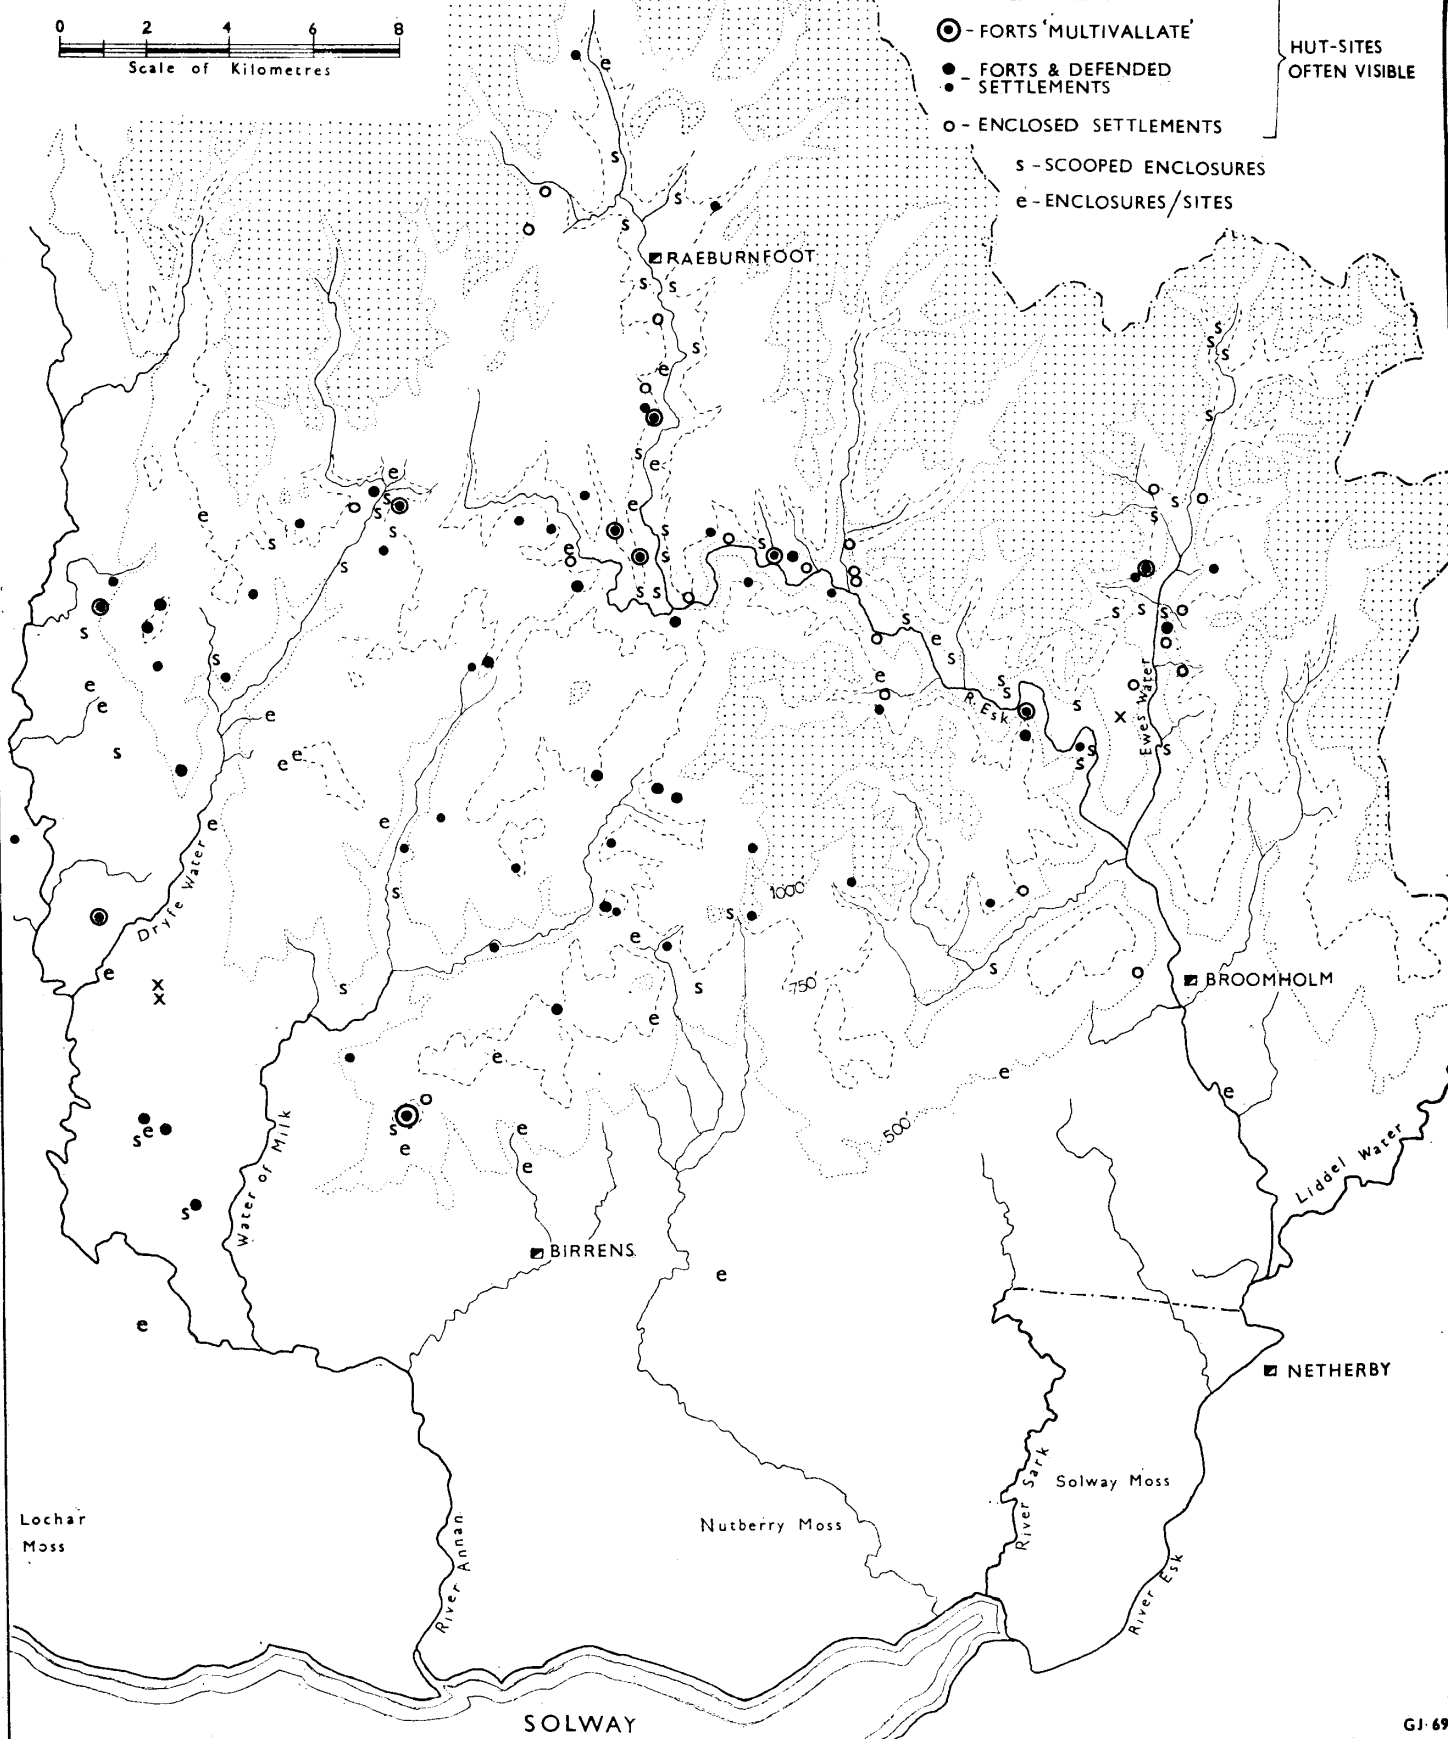 0 2 4 6 8
Scale of Kilometres
- FORTS 'MULTIVALLATE'
- FORTS & DEFENDED
SETTLEMENTS
o - ENCLOSED SETTLEMENTS
HUT-SITES
OFTEN VISIBLE
s - SCOOPED ENCLOSURES
e - ENCLOSURES/SITES
RAEBURNFOOT
R. Esk
Ewes Water
Dryfe Water
1000'
750'
BROOMHOLM
500'
Water of Milk
Liddel Water
BIRRENS
NETHERBY
River Sark
Solway Moss
Lochar
Moss
Nutberry Moss
River Annan
River Esk
SOLWAY
GJ·69